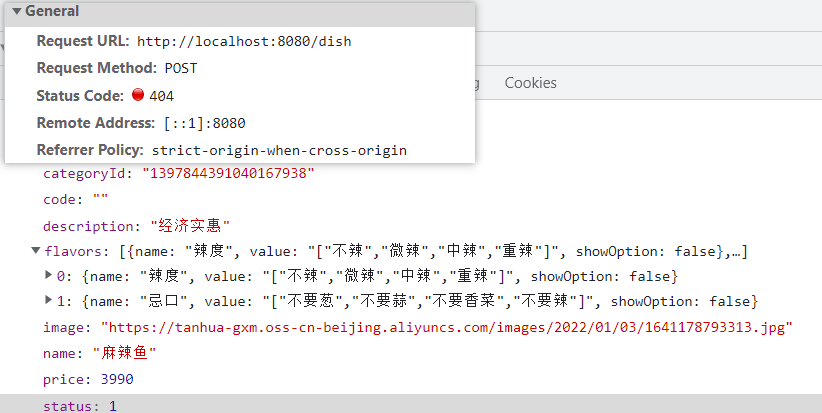 General
Request URL: http://localhost:8080/dish
Request Method: POST
Status Code: 404
Remote Address: [::1]:8080
Referrer Policy: strict-origin-when-cross-origin
Cookies
categoryId: "1397844391040167938"
code: ""
description: "经济实惠"
flavors: [{name: "辣度", value: "["不辣","微辣","中辣","重辣"]", showOption: false},…]
0: {name: "辣度", value: "["不辣","微辣","中辣","重辣"]", showOption: false}
1: {name: "忌口", value: "["不要葱","不要蒜","不要香菜","不要辣"]", showOption: false}
image: "https://tanhua-gxm.oss-cn-beijing.aliyuncs.com/images/2022/01/03/1641178793313.jpg"
name: "麻辣鱼"
price: 3990
status: 1